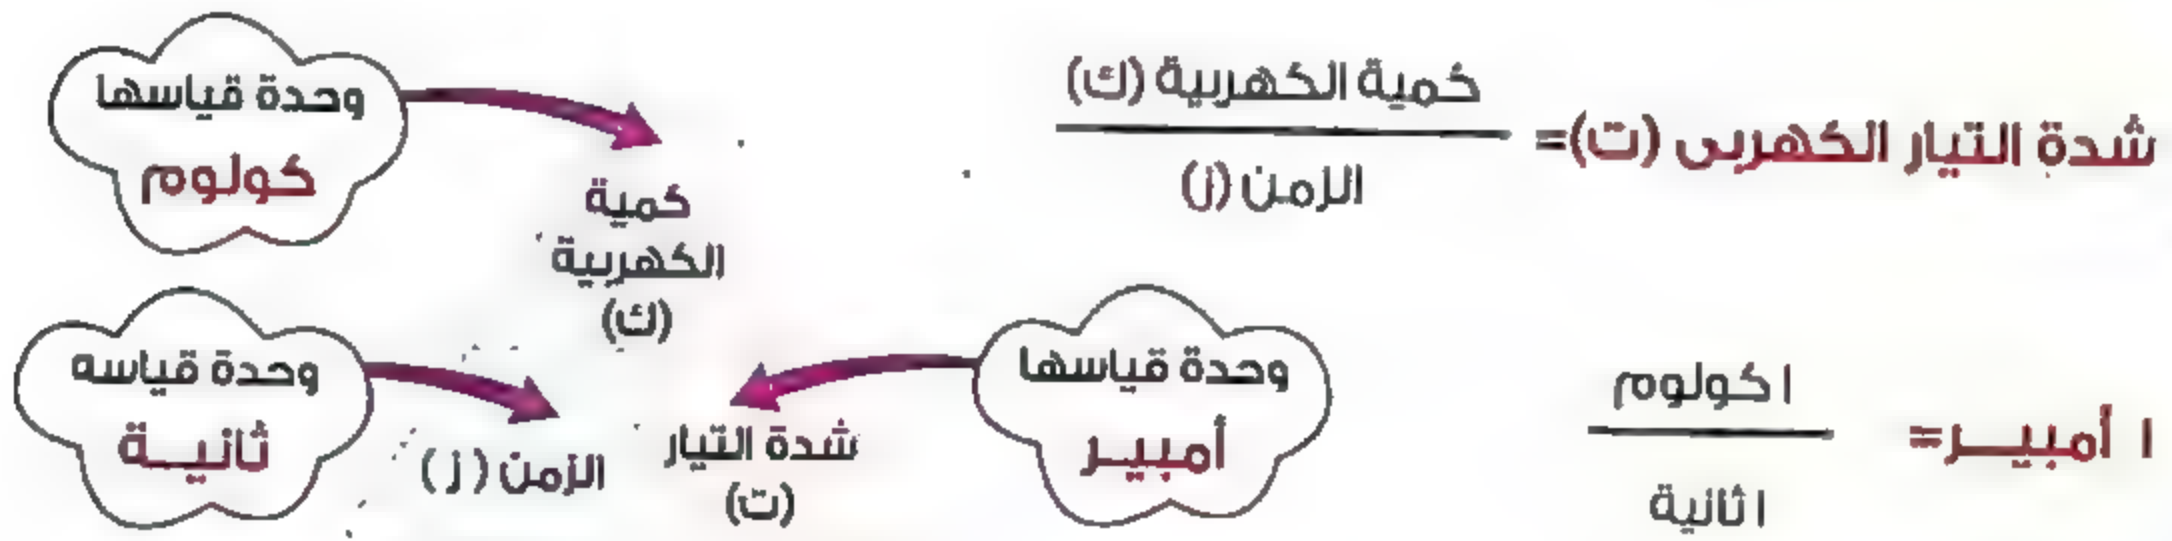 شدة التيار الكهربى (ت)=
كمية الكهربية (ك)
الزمن (ز)
وحدة قياسها
كولوم
كمية
الكهربية
(ك)
١ أمبيـر=
١ كولوم
١ ثانية
وحدة قياسها
أمبيـر
شدة التيار
(ت)
وحدة قياسه
ثانيـة
الزمن (ز)